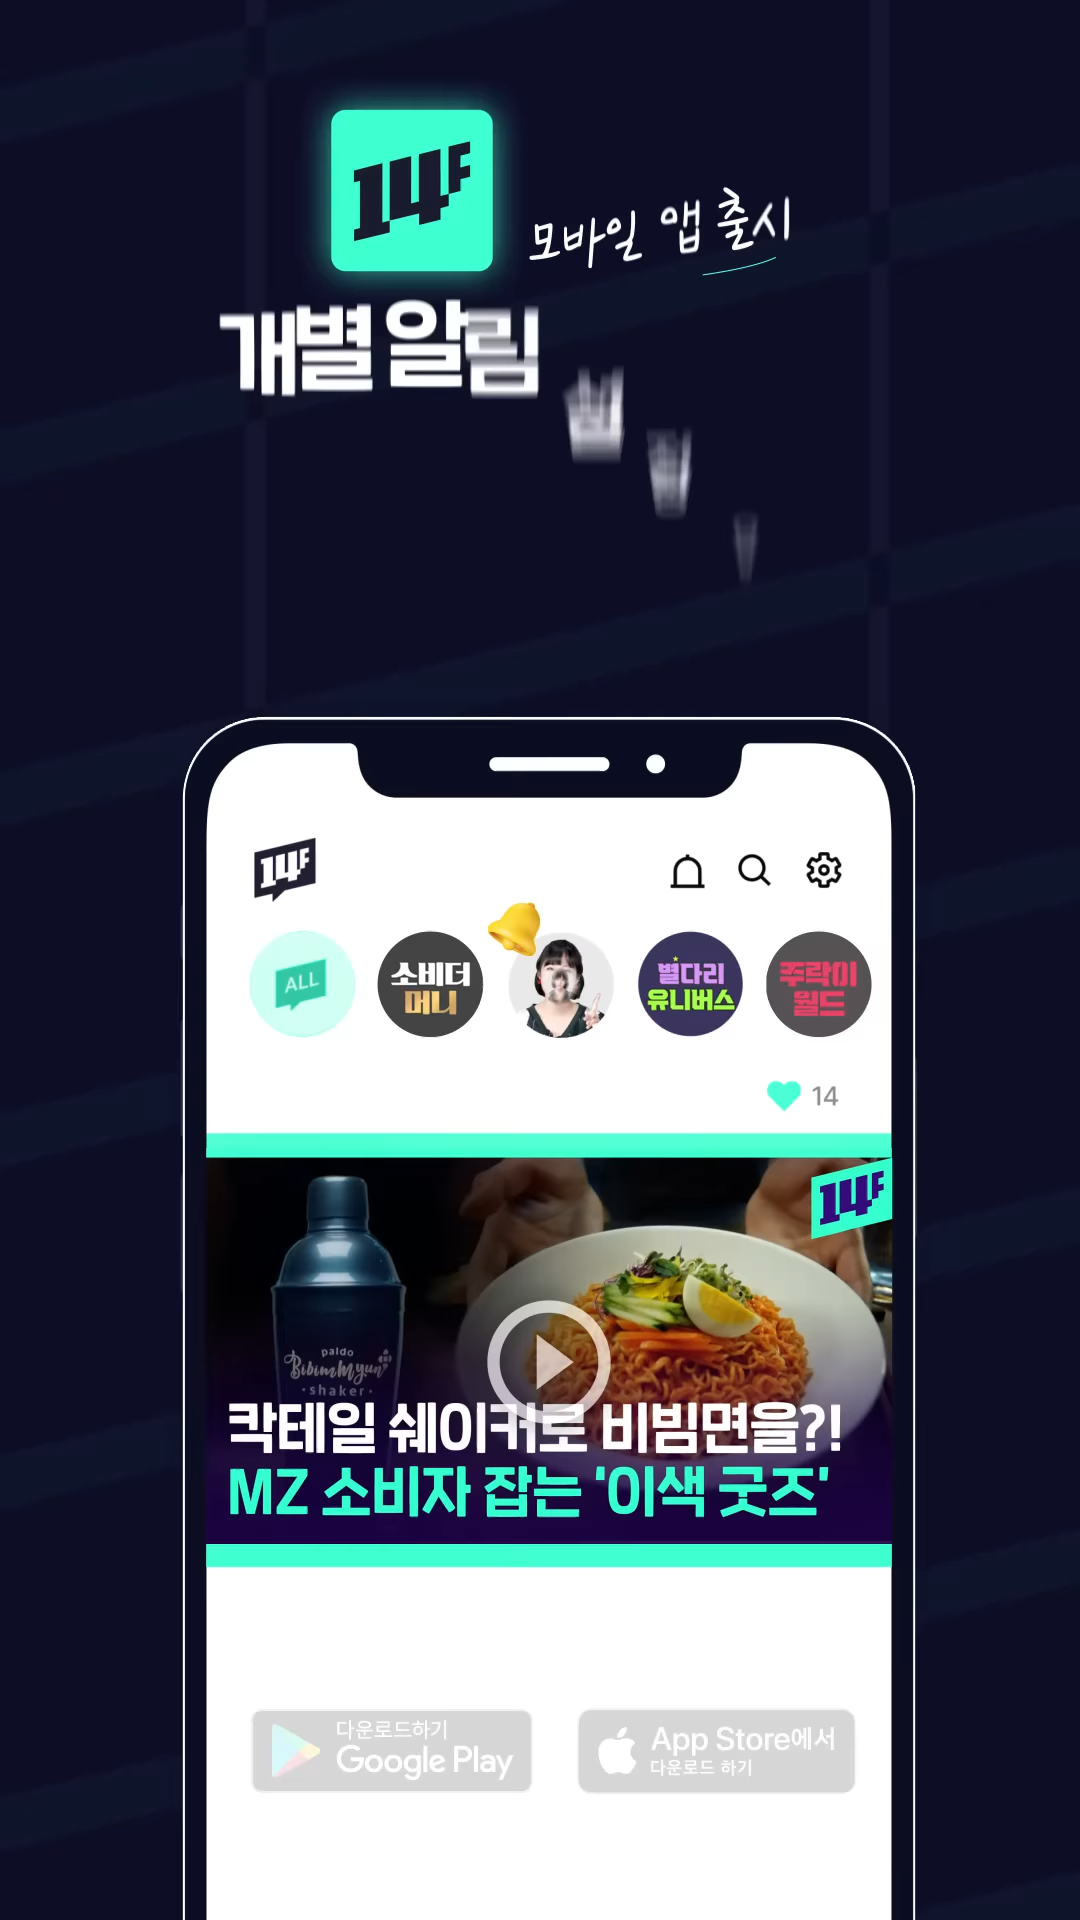 14F
모바일 앱 출시
개별 알림
14F
ALL
소비더
머니
별다리
유니버스
주락이
월드
14
14F
paldo
BibimMyun
·shaker·
칵테일 쉐이커로 비빔면을?!
MZ 소비자 잡는 '이색 굿즈'
다운로드하기
Google Play
App Store에서
다운로드 하기